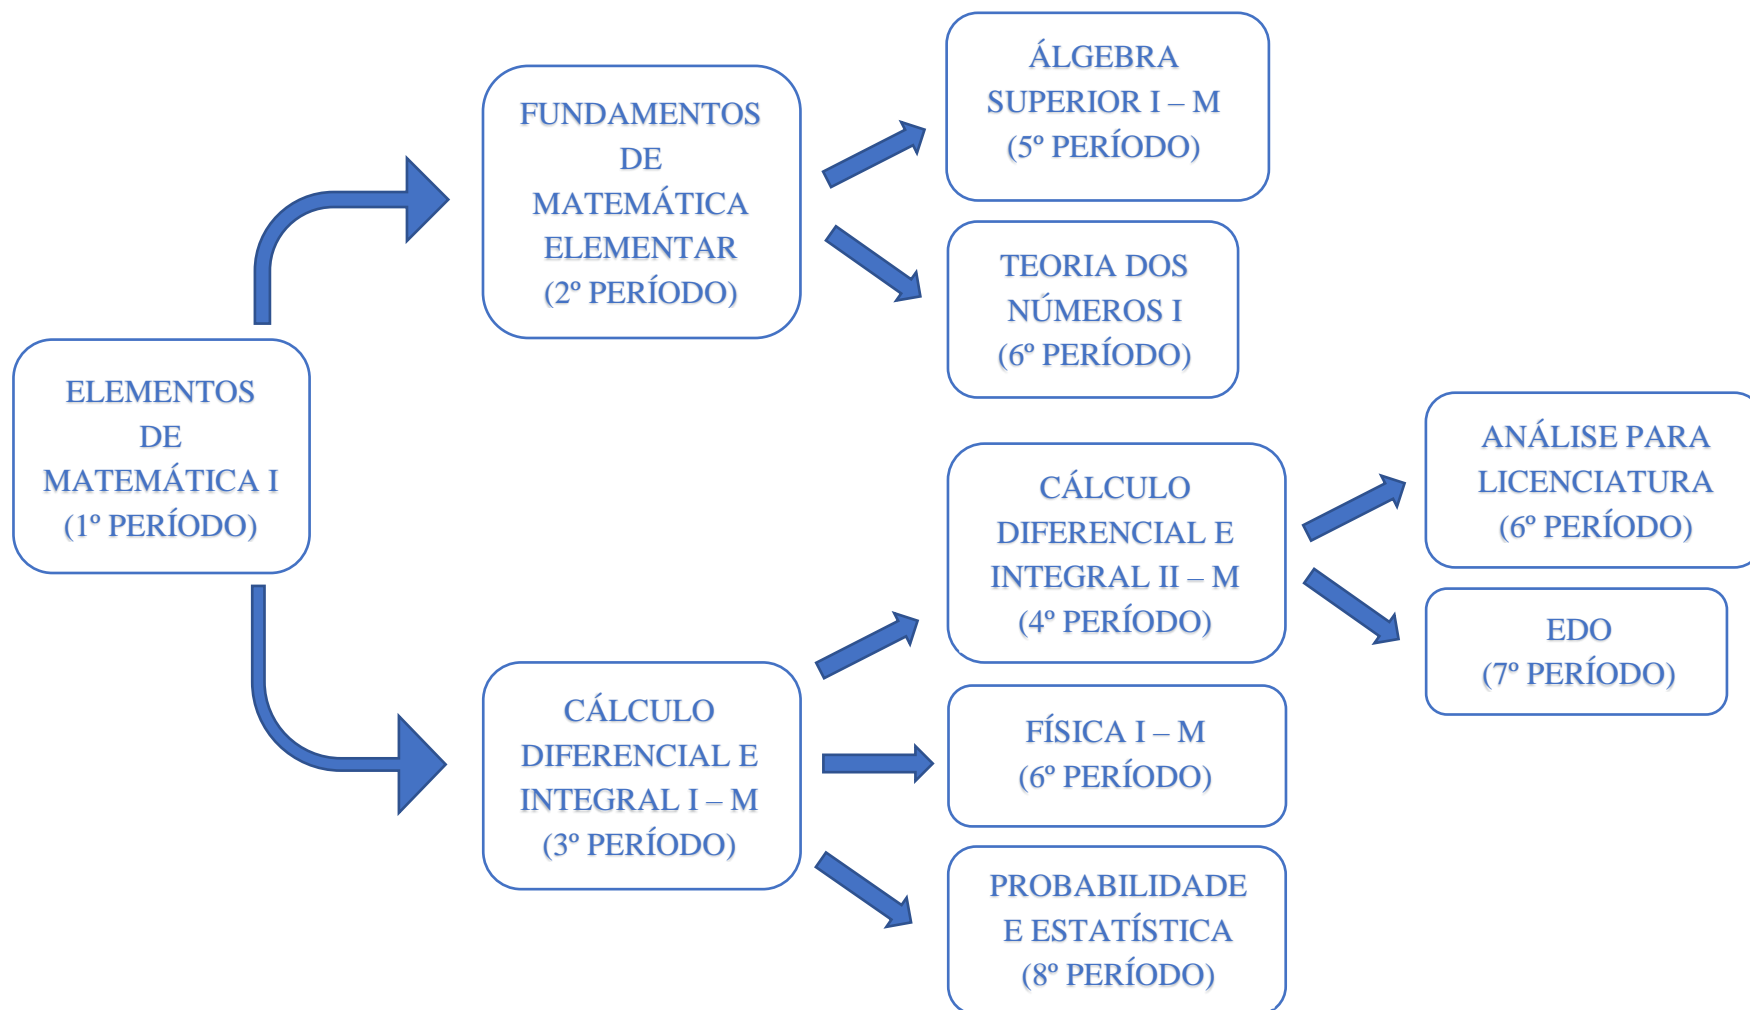 ELEMENTOS
DE
MATEMÁTICA I
(1º PERÍODO)
FUNDAMENTOS
DE
MATEMÁTICA
ELEMENTAR
(2º PERÍODO)
ÁLGEBRA
SUPERIOR I – M
(5º PERÍODO)
TEORIA DOS
NÚMEROS I
(6º PERÍODO)
CÁLCULO
DIFERENCIAL E
INTEGRAL I – M
(3º PERÍODO)
CÁLCULO
DIFERENCIAL E
INTEGRAL II – M
(4º PERÍODO)
ANÁLISE PARA
LICENCIATURA
(6º PERÍODO)
EDO
(7º PERÍODO)
FÍSICA I – M
(6º PERÍODO)
PROBABILIDADE
E ESTATÍSTICA
(8º PERÍODO)